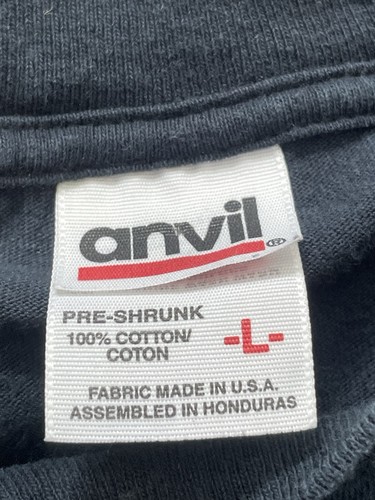 anvil®
PRE-SHRUNK
100% COTTON/
COTON
-L-
FABRIC MADE IN U.S.A.
ASSEMBLED IN HONDURAS